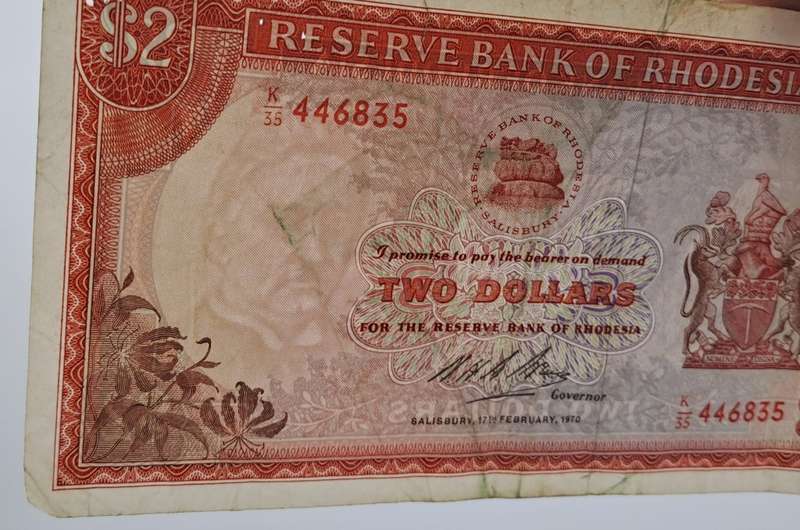 $2
RESERVE BANK OF RHODESIA
K/35 446835
RESERVE BANK OF RHODESIA
SALISBURY
I promise to pay the bearer on demand
TWO DOLLARS
FOR THE RESERVE BANK OF RHODESIA
Governor
SALISBURY, 17TH FEBRUARY, 1970
K/35 446835